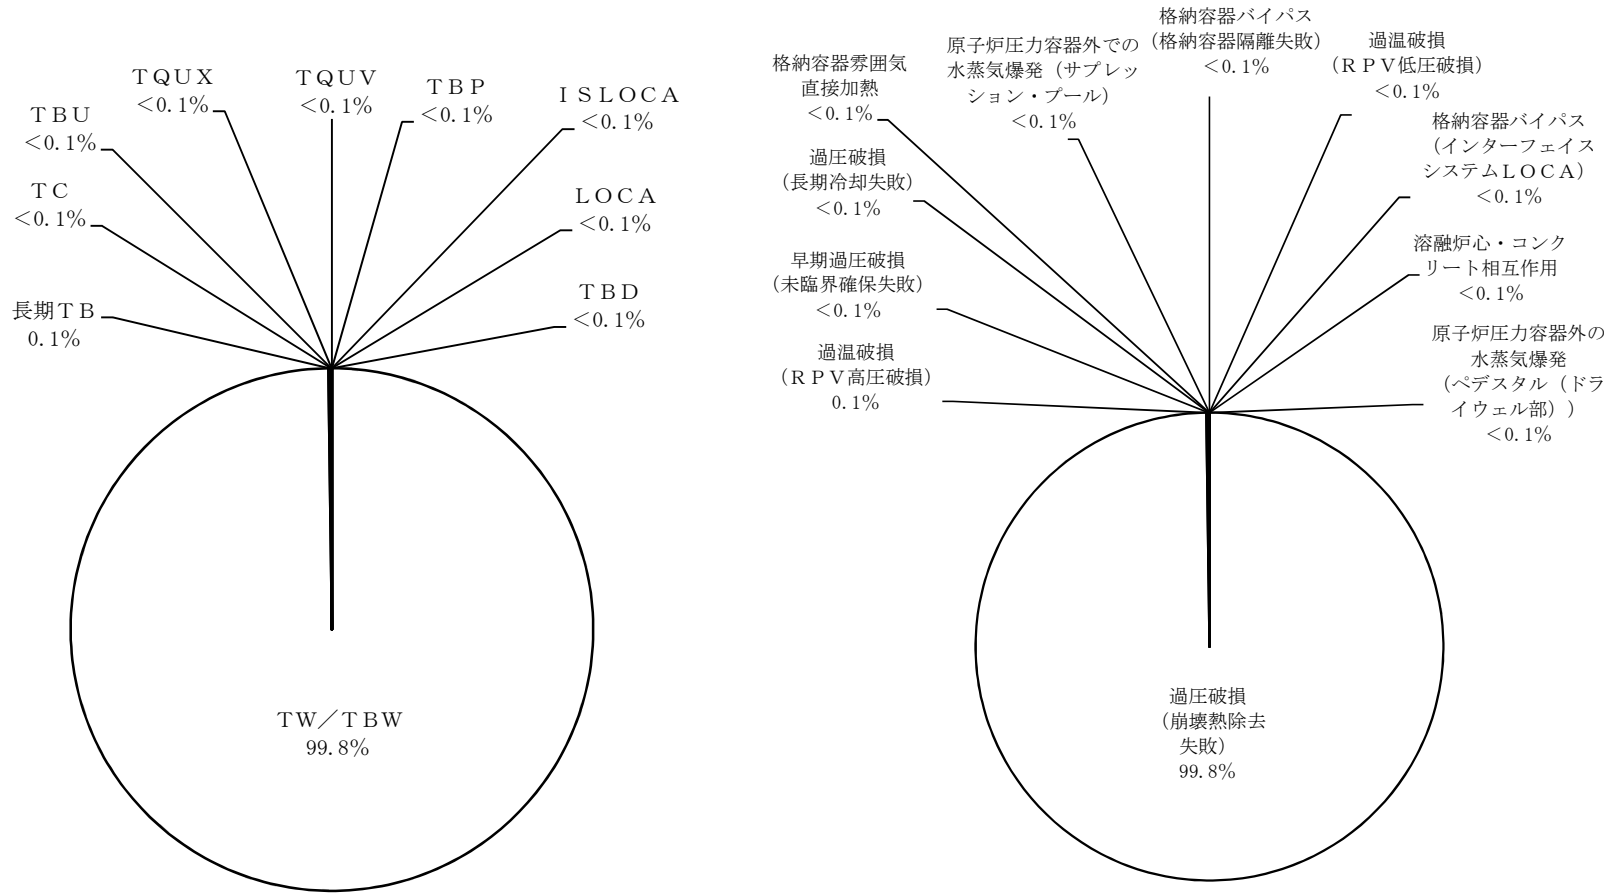 TQUX
<0.1%
TQUV
<0.1%
TBP
<0.1%
ISLOCA
<0.1%
TBU
<0.1%
TC
<0.1%
LOCA
<0.1%
長期TB
0.1%
TBD
<0.1%
TW/TBW
99.8%
格納容器バイパス
(格納容器隔離失敗)
<0.1%
原子炉圧力容器外での
水蒸気爆発(サプレッ
ション・プール)
<0.1%
過温破損
(RPV低圧破損)
<0.1%
格納容器雰囲気
直接加熱
<0.1%
格納容器バイパス
(インターフェイス
システムLOCA)
<0.1%
過圧破損
(長期冷却失敗)
<0.1%
溶融炉心・コンク
リート相互作用
<0.1%
早期過圧破損
(未臨界確保失敗)
<0.1%
原子炉圧力容器外の
水蒸気爆発
(ペデスタル(ドラ
イウェル部))
<0.1%
過温破損
(RPV高圧破損)
0.1%
過圧破損
(崩壊熱除去
失敗)
99.8%